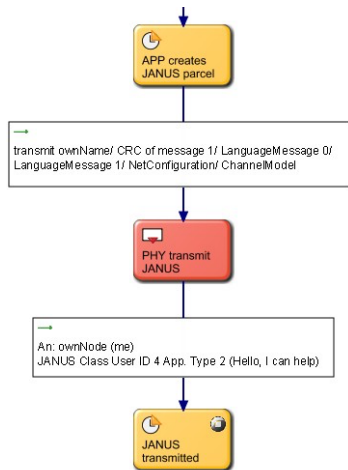 APP creates
JANUS parcel
transmit ownName/ CRC of message 1/ LanguageMessage 0/
LanguageMessage 1/ NetConfiguration/ ChannelModel
PHY transmit
JANUS
An: ownNode (me)
JANUS Class User ID 4 App. Type 2 (Hello, I can help)
JANUS
transmitted